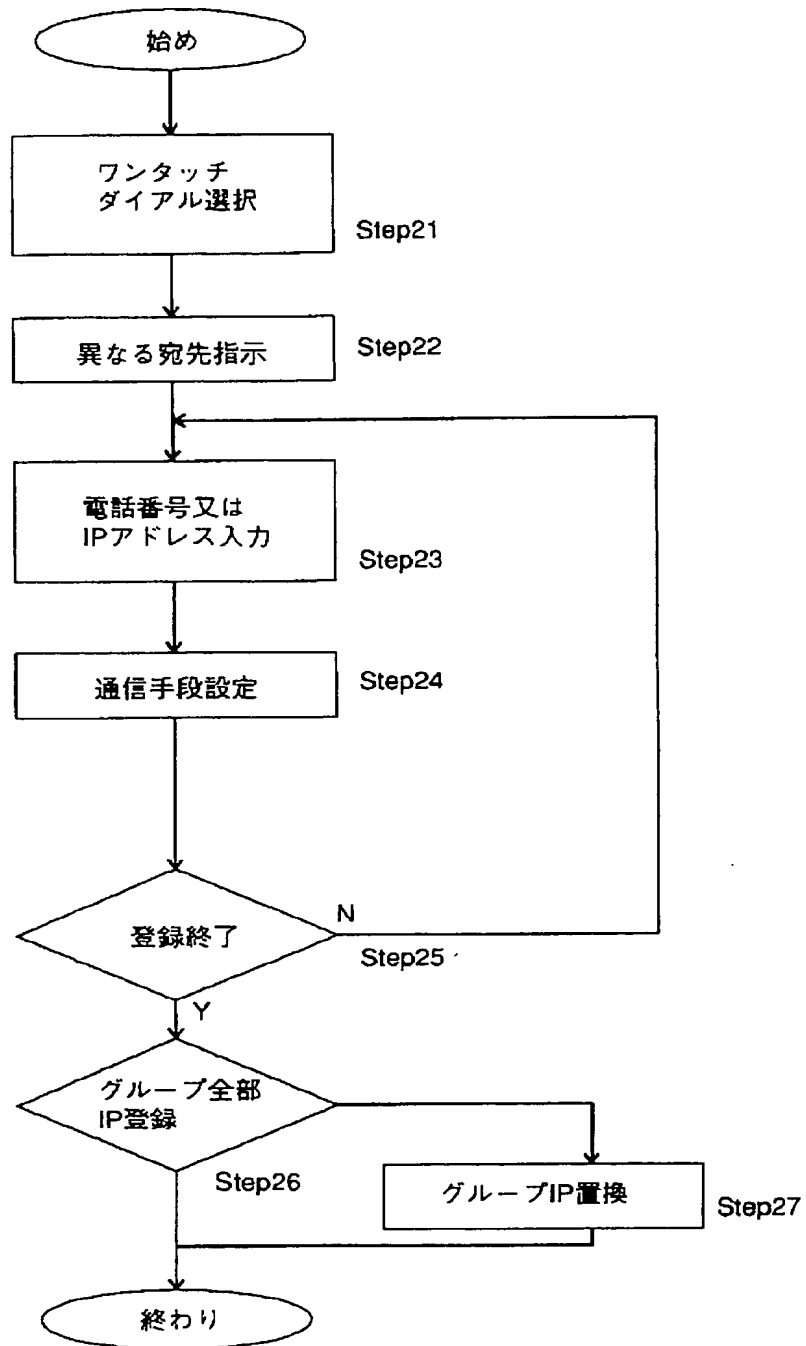 始め
ワンタッチ
ダイアル選択
Step21
異なる宛先指示
Step22
電話番号又は
IPアドレス入力
Step23
通信手段設定
Step24
登録終了
N
Step25
Y
グループ全部
IP登録
Step26
グループIP置換
Step27
終わり